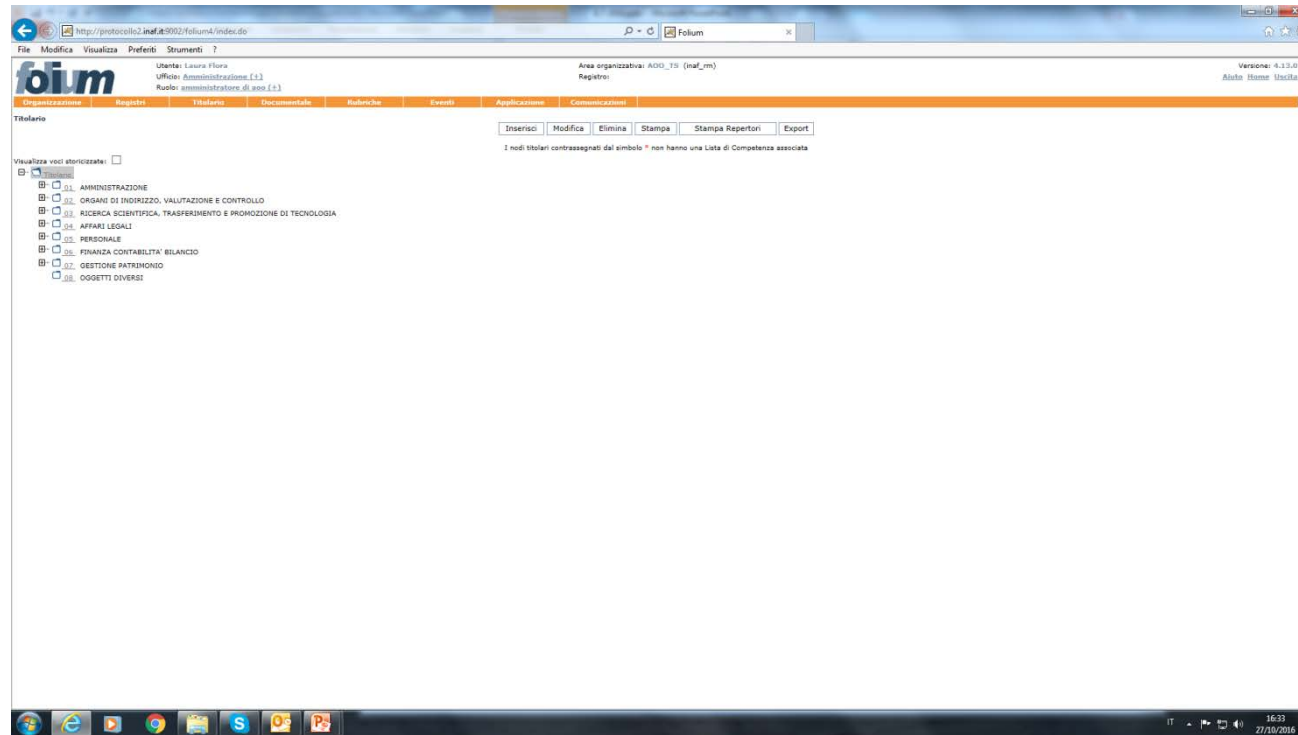 http://protocollo2.inaf.it:9002/folium4/index.do
Folium
File Modifica Visualizza Preferiti Strumenti ?
folium
Utente: Laura Flora
Ufficio: Amministrazione [+]
Ruolo: amministratore di aoo [+]
Area organizzativa: AOO_TS (inaf_rm)
Registro:
Versione: 4.13.0
Aiuto Home Uscita
Organizzazione Registri Titolario Documentale Rubriche Eventi Applicazione Comunicazioni
Titolario
Inserisci Modifica Elimina Stampa Stampa Repertori Export
I nodi titolari contrassegnati dal simbolo * non hanno una Lista di Competenza associata
Visualizza voci storicizzate:
Titolario
01 AMMINISTRAZIONE
02 ORGANI DI INDIRIZZO, VALUTAZIONE E CONTROLLO
03 RICERCA SCIENTIFICA, TRASFERIMENTO E PROMOZIONE DI TECNOLOGIA
04 AFFARI LEGALI
05 PERSONALE
06 FINANZA CONTABILITA' BILANCIO
07 GESTIONE PATRIMONIO
08 OGGETTI DIVERSI
IT
16:33
27/10/2016